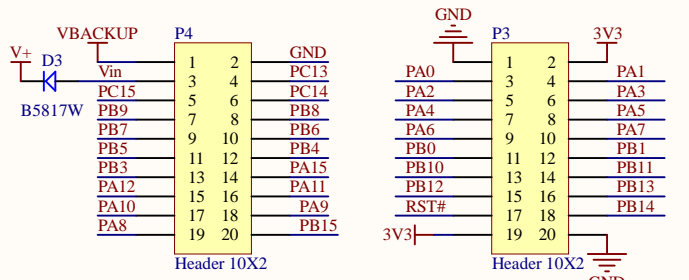 GND
VBACKUP P4 P3 3V3
V+ D3 1 2 GND 1 2
Vin 3 4 PC13 PA0 3 4 PA1
PC15 5 6 PC14 PA2 5 6 PA3
B5817W PB9 7 8 PB8 PA4 7 8 PA5
PB7 9 10 PB6 PA6 9 10 PA7
PB5 11 12 PB4 PB0 11 12 PB1
PB3 13 14 PA15 PB10 13 14 PB11
PA12 15 16 PA11 PB12 15 16 PB13
PA10 17 18 PA9 RST# 17 18 PB14
PA8 19 20 PB15 3V3 19 20
Header 10X2 Header 10X2
GND